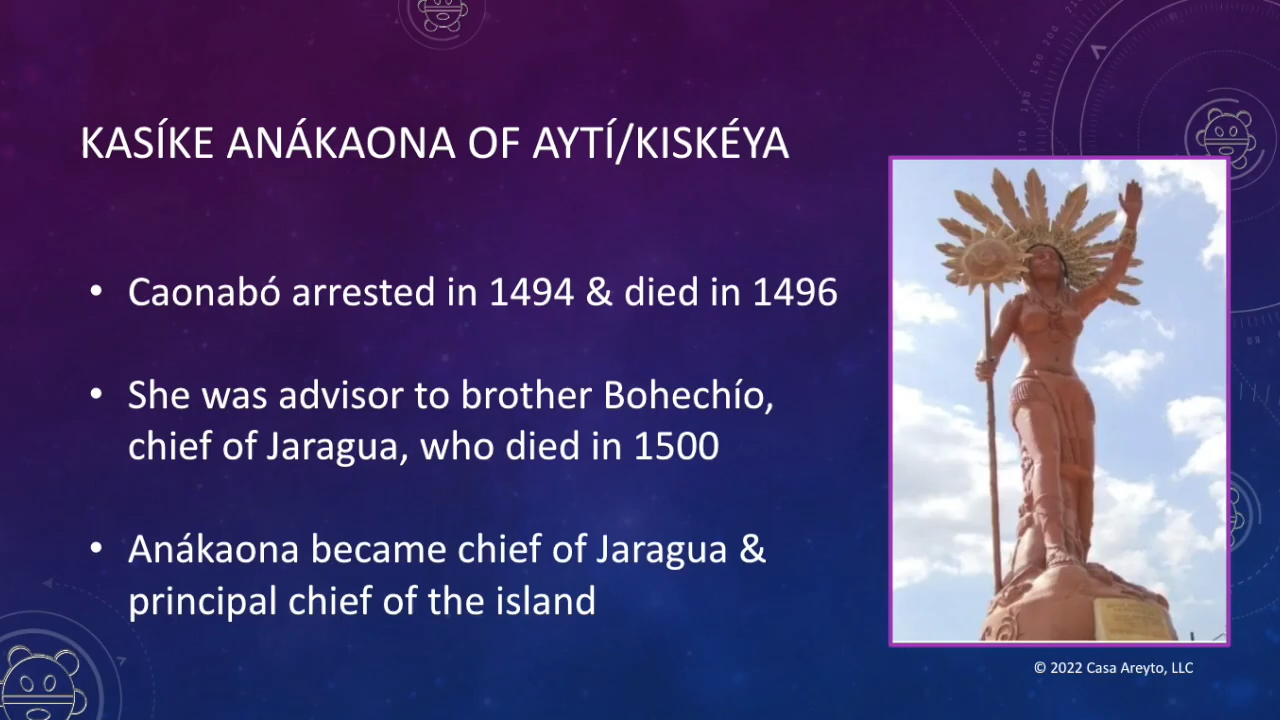 KASÍKE ANÁKAONA OF AYTÍ/KISKÉYA
• Caonabó arrested in 1494 & died in 1496
• She was advisor to brother Bohechío,
chief of Jaragua, who died in 1500
• Anákaona became chief of Jaragua &
principal chief of the island
© 2022 Casa Areyto, LLC